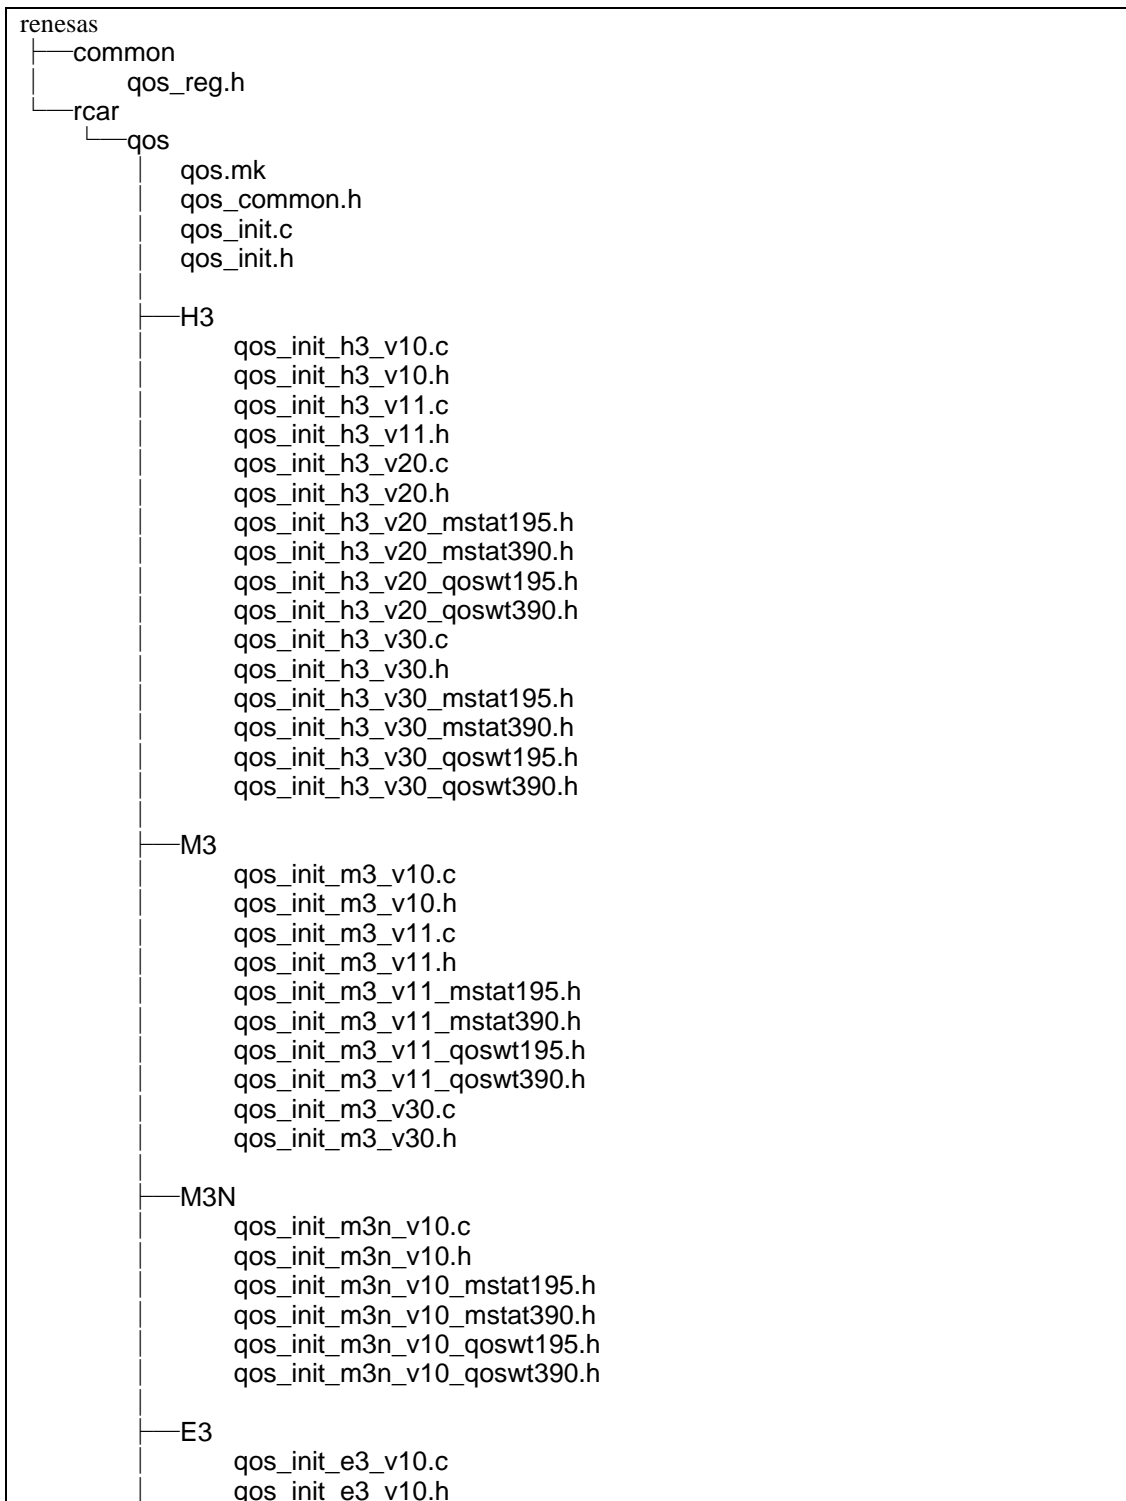 renesas
common
qos_reg.h
rcar
qos
qos.mk
qos_common.h
qos_init.c
qos_init.h
H3
qos_init_h3_v10.c
qos_init_h3_v10.h
qos_init_h3_v11.c
qos_init_h3_v11.h
qos_init_h3_v20.c
qos_init_h3_v20.h
qos_init_h3_v20_mstat195.h
qos_init_h3_v20_mstat390.h
qos_init_h3_v20_qoswt195.h
qos_init_h3_v20_qoswt390.h
qos_init_h3_v30.c
qos_init_h3_v30.h
qos_init_h3_v30_mstat195.h
qos_init_h3_v30_mstat390.h
qos_init_h3_v30_qoswt195.h
qos_init_h3_v30_qoswt390.h
M3
qos_init_m3_v10.c
qos_init_m3_v10.h
qos_init_m3_v11.c
qos_init_m3_v11.h
qos_init_m3_v11_mstat195.h
qos_init_m3_v11_mstat390.h
qos_init_m3_v11_qoswt195.h
qos_init_m3_v11_qoswt390.h
qos_init_m3_v30.c
qos_init_m3_v30.h
M3N
qos_init_m3n_v10.c
qos_init_m3n_v10.h
qos_init_m3n_v10_mstat195.h
qos_init_m3n_v10_mstat390.h
qos_init_m3n_v10_qoswt195.h
qos_init_m3n_v10_qoswt390.h
E3
qos_init_e3_v10.c
qos_init_e3_v10.h